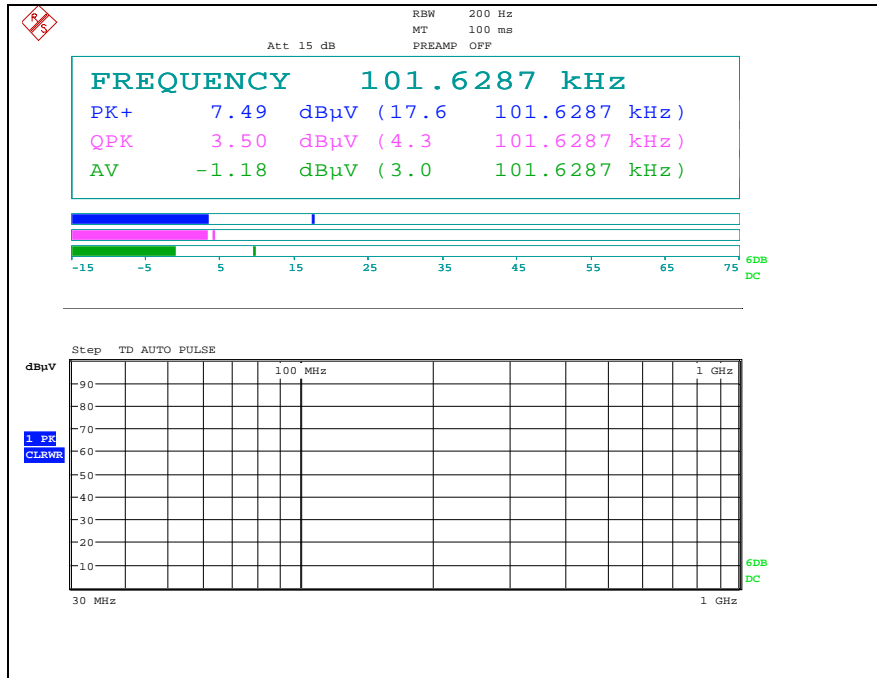 R S
RBW 200 Hz
MT 100 ms
Att 15 dB PREAMP OFF
FREQUENCY 101.6287 kHz
PK+ 7.49 dBµV (17.6 101.6287 kHz)
QPK 3.50 dBµV (4.3 101.6287 kHz)
AV -1.18 dBµV (3.0 101.6287 kHz)
-15 -5 5 15 25 35 45 55 65 75
6DB
DC
Step TD AUTO PULSE
dBµV
100 MHz 1 GHz
90
80
70
1 PK
CLRWR
60
50
40
30
20
10
6DB
DC
30 MHz 1 GHz